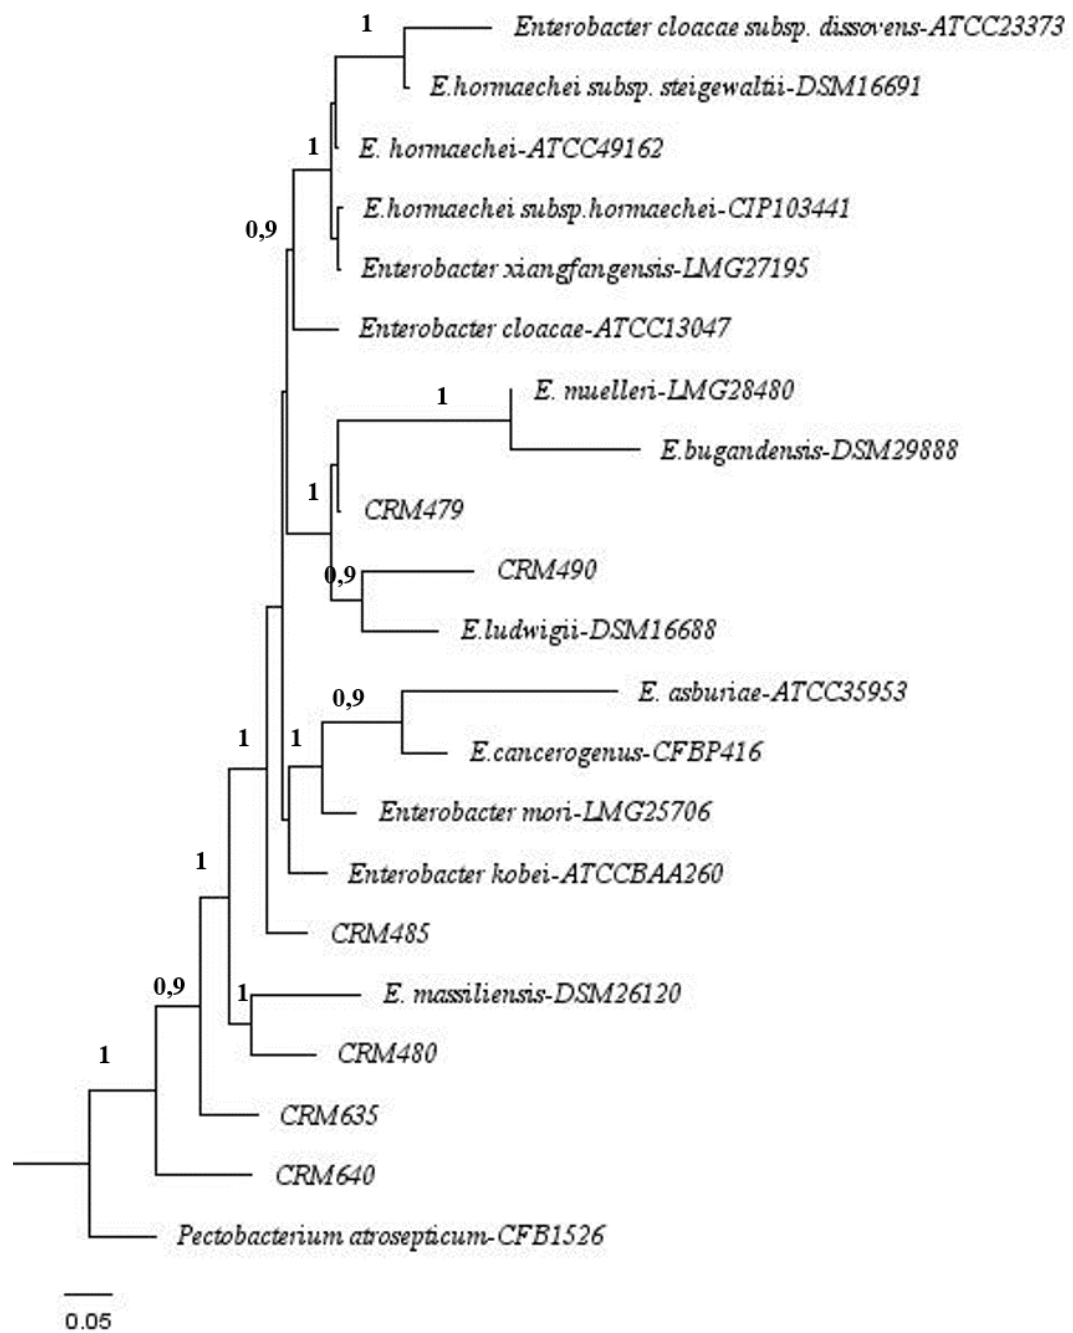 1
Enterobacter cloacae subsp. dissovens-ATCC23373
E.hormaechei subsp. steigewaltii-DSM16691
1
E. hormaechei-ATCC49162
E.hormaechei subsp.hormaechei-CIP103441
0,9
Enterobacter xiangfangensis-LMG27195
Enterobacter cloacae-ATCC13047
1
E. muelleri-LMG28480
E.bugandensis-DSM29888
1
CRM479
0,9
CRM490
E.ludwigii-DSM16688
0,9
E. asburiae-ATCC35953
1
1
E.cancerogenus-CFBP416
Enterobacter mori-LMG25706
1
Enterobacter kobei-ATCCBAA260
CRM485
0,9
1
E. massiliensis-DSM26120
1
CRM480
CRM635
CRM640
Pectobacterium atrosepticum-CFB1526
0.05